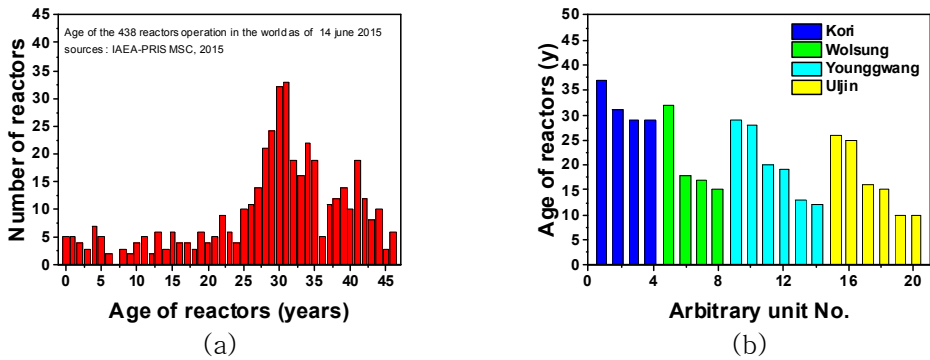 Age of the 438 reactors operation in the world as of 14 june 2015
sources : IAEA-PRIS MSC, 2015
Number of reactors
45
40
35
30
25
20
15
10
5
0
0 5 10 15 20 25 30 35 40 45
Age of reactors (years)
(a)
Age of reactors (y)
50
45
40
35
30
25
20
15
10
5
0
Kori
Wolsung
Younggwang
Uljin
0 4 8 12 16 20
Arbitrary unit No.
(b)